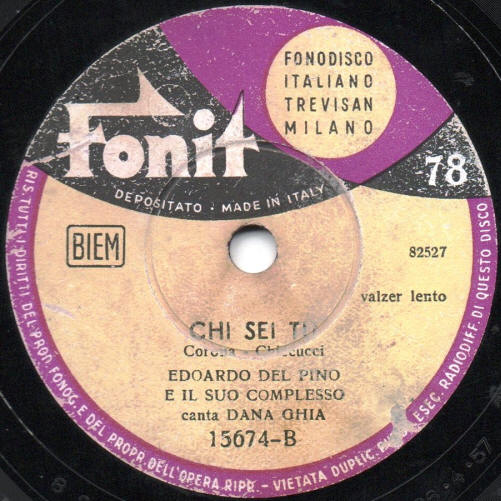 Fonit
FONODISCO
ITALIANO
TREVISAN
MILANO
78
DEPOSITATO · MADE IN ITALY
BIEM
82527
valzer lento
CHI SEI TU
Corona
EDOARDO DEL PINO
E IL SUO COMPLESSO
canta DANA GHIA
15674-B
RIS. TUTTI I DIRITTI DEL PROD. FONOG. E DEL PROPR. DELL'OPERA RIPR. - VIETATA DUPLIC. ESEC. RADIODIFF. DI QUESTO DISCO